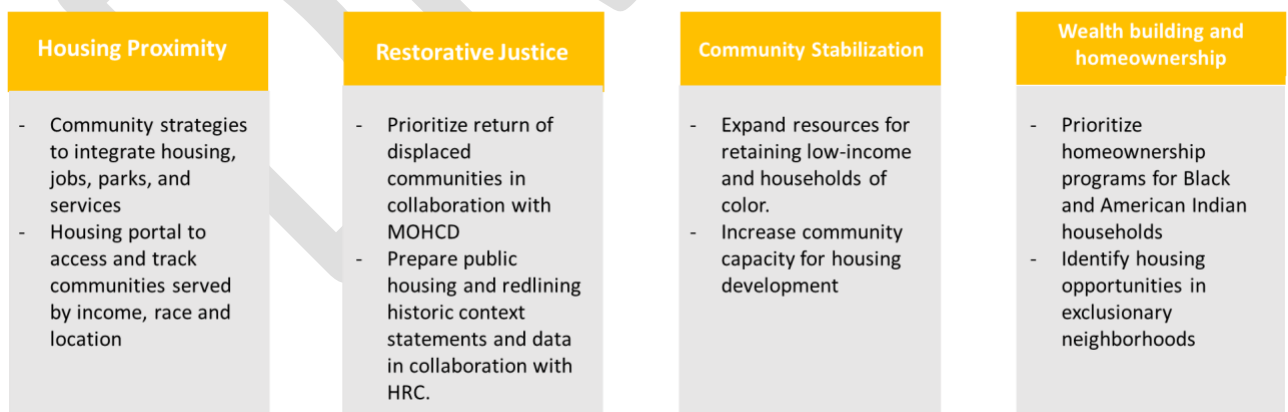 Housing Proximity
- Community strategies
to integrate housing,
jobs, parks, and
services
- Housing portal to
access and track
communities served
by income, race and
location
Restorative Justice
- Prioritize return of
displaced
communities in
collaboration with
MOHCD
- Prepare public
housing and redlining
historic context
statements and data
in collaboration with
HRC.
Community Stabilization
- Expand resources for
retaining low-income
and households of
color.
- Increase community
capacity for housing
development
Wealth building and
homeownership
- Prioritize
homeownership
programs for Black
and American Indian
households
- Identify housing
opportunities in
exclusionary
neighborhoods